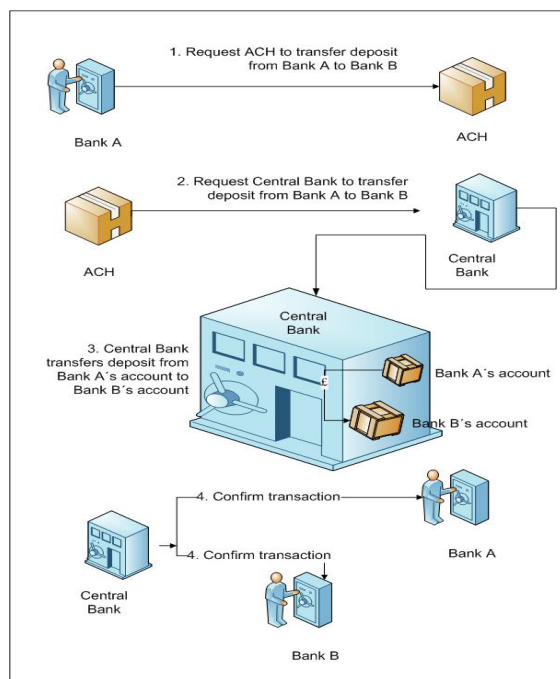 1. Request ACH to transfer deposit
from Bank A to Bank B
Bank A
ACH
2. Request Central Bank to transfer
deposit from Bank A to Bank B
ACH
Central
Bank
Central
Bank
3. Central Bank
transfers deposit from
Bank A´s account to
Bank B´s account
£
Bank A´s account
Bank B´s account
4. Confirm transaction
Bank A
4. Confirm transaction
Central
Bank
Bank B